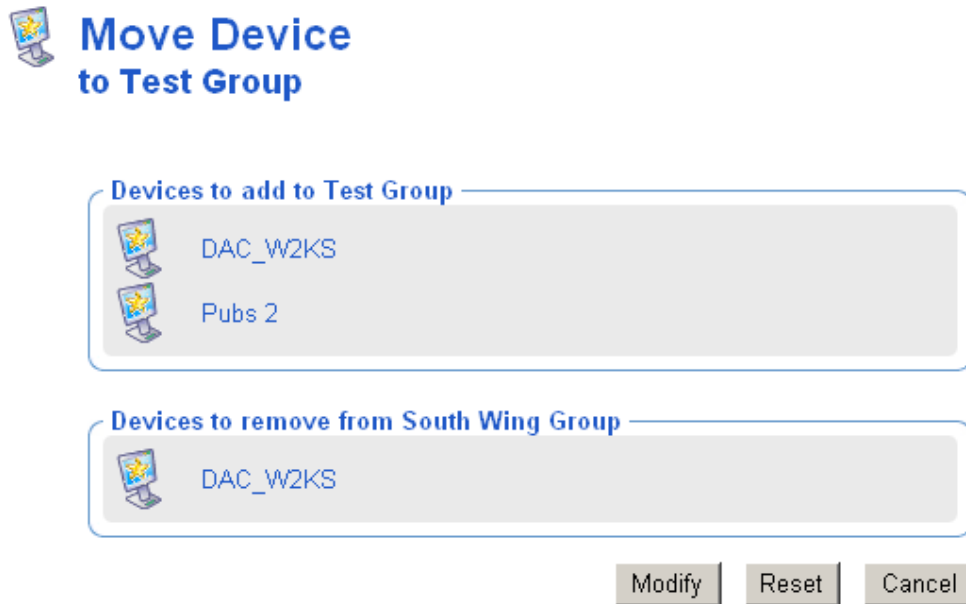 Move Device
to Test Group
Devices to add to Test Group
DAC_W2KS
Pubs 2
Devices to remove from South Wing Group
DAC_W2KS
Modify Reset Cancel